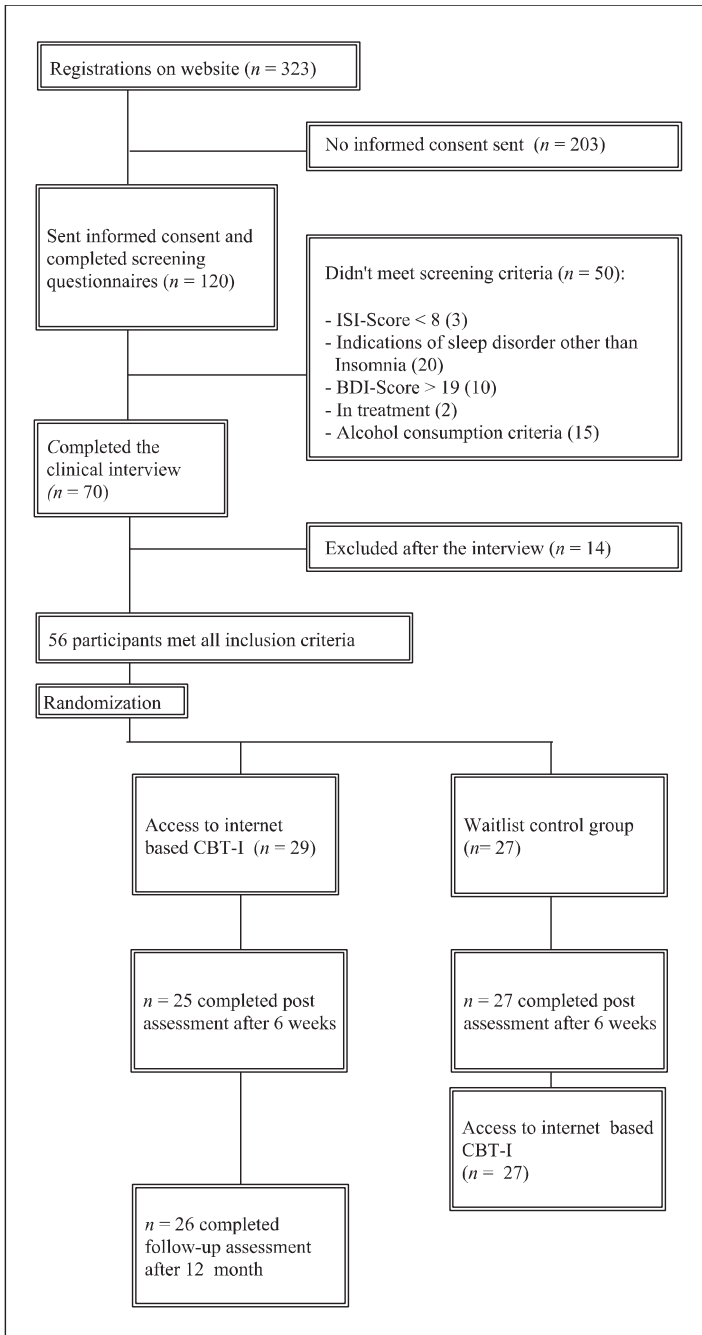 Registrations on website (n = 323)
No informed consent sent (n = 203)
Sent informed consent and
completed screening
questionnaires (n = 120)
Didn't meet screening criteria (n = 50):
- ISI-Score < 8 (3)
- Indications of sleep disorder other than
Insomnia (20)
- BDI-Score > 19 (10)
- In treatment (2)
- Alcohol consumption criteria (15)
Completed the
clinical interview
(n = 70)
Excluded after the interview (n = 14)
56 participants met all inclusion criteria
Randomization
Access to internet
based CBT-I (n = 29)
Waitlist control group
(n= 27)
n = 25 completed post
assessment after 6 weeks
n = 27 completed post
assessment after 6 weeks
Access to internet based
CBT-I
(n = 27)
n = 26 completed
follow-up assessment
after 12 month